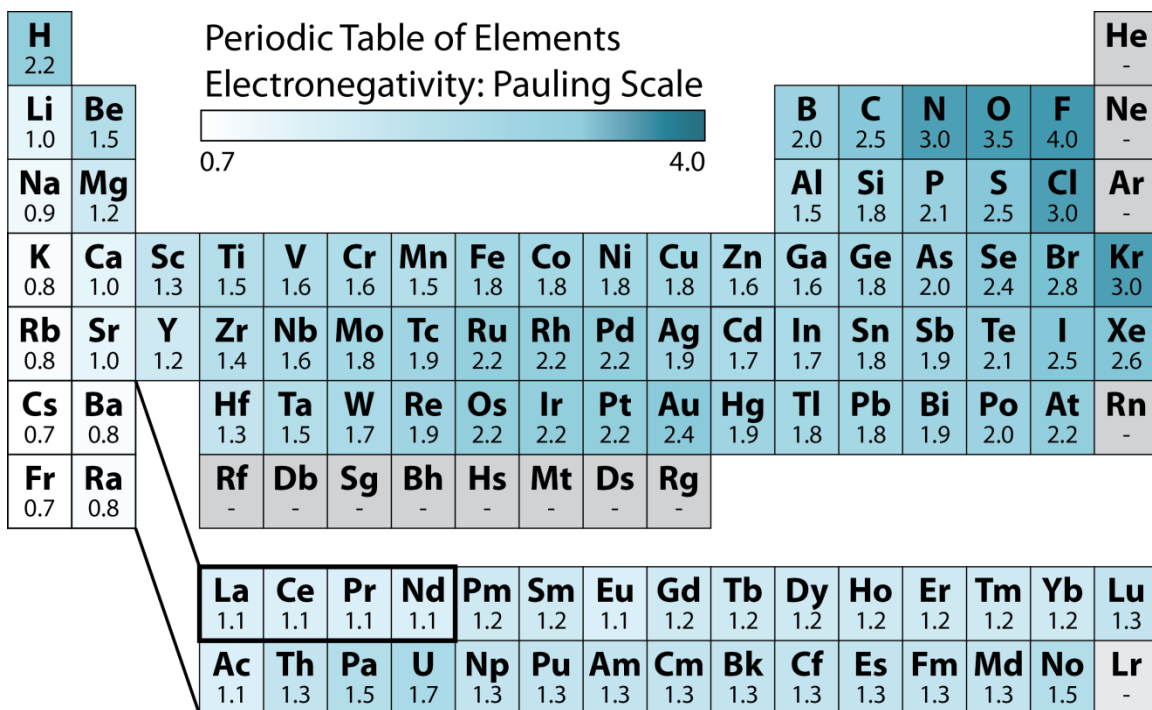 H He
2.2 -
Periodic Table of Elements
Electronegativity: Pauling Scale
0.7 4.0
Li Be B C N O F Ne
1.0 1.5 2.0 2.5 3.0 3.5 4.0 -
Na Mg Al Si P S Cl Ar
0.9 1.2 1.5 1.8 2.1 2.5 3.0 -
K Ca Sc Ti V Cr Mn Fe Co Ni Cu Zn Ga Ge As Se Br Kr
0.8 1.0 1.3 1.5 1.6 1.6 1.5 1.8 1.8 1.8 1.8 1.6 1.6 1.8 2.0 2.4 2.8 3.0
Rb Sr Y Zr Nb Mo Tc Ru Rh Pd Ag Cd In Sn Sb Te I Xe
0.8 1.0 1.2 1.4 1.6 1.8 1.9 2.2 2.2 2.2 1.9 1.7 1.7 1.8 1.9 2.1 2.5 2.6
Cs Ba Hf Ta W Re Os Ir Pt Au Hg Tl Pb Bi Po At Rn
0.7 0.8 1.3 1.5 1.7 1.9 2.2 2.2 2.2 2.4 1.9 1.8 1.8 1.9 2.0 2.2 -
Fr Ra Rf Db Sg Bh Hs Mt Ds Rg
0.7 0.8 - - - - - - - -
La Ce Pr Nd Pm Sm Eu Gd Tb Dy Ho Er Tm Yb Lu
1.1 1.1 1.1 1.1 1.2 1.2 1.1 1.2 1.2 1.2 1.2 1.2 1.2 1.2 1.3
Ac Th Pa U Np Pu Am Cm Bk Cf Es Fm Md No Lr
1.1 1.3 1.5 1.7 1.3 1.3 1.3 1.3 1.3 1.3 1.3 1.3 1.3 1.5 -